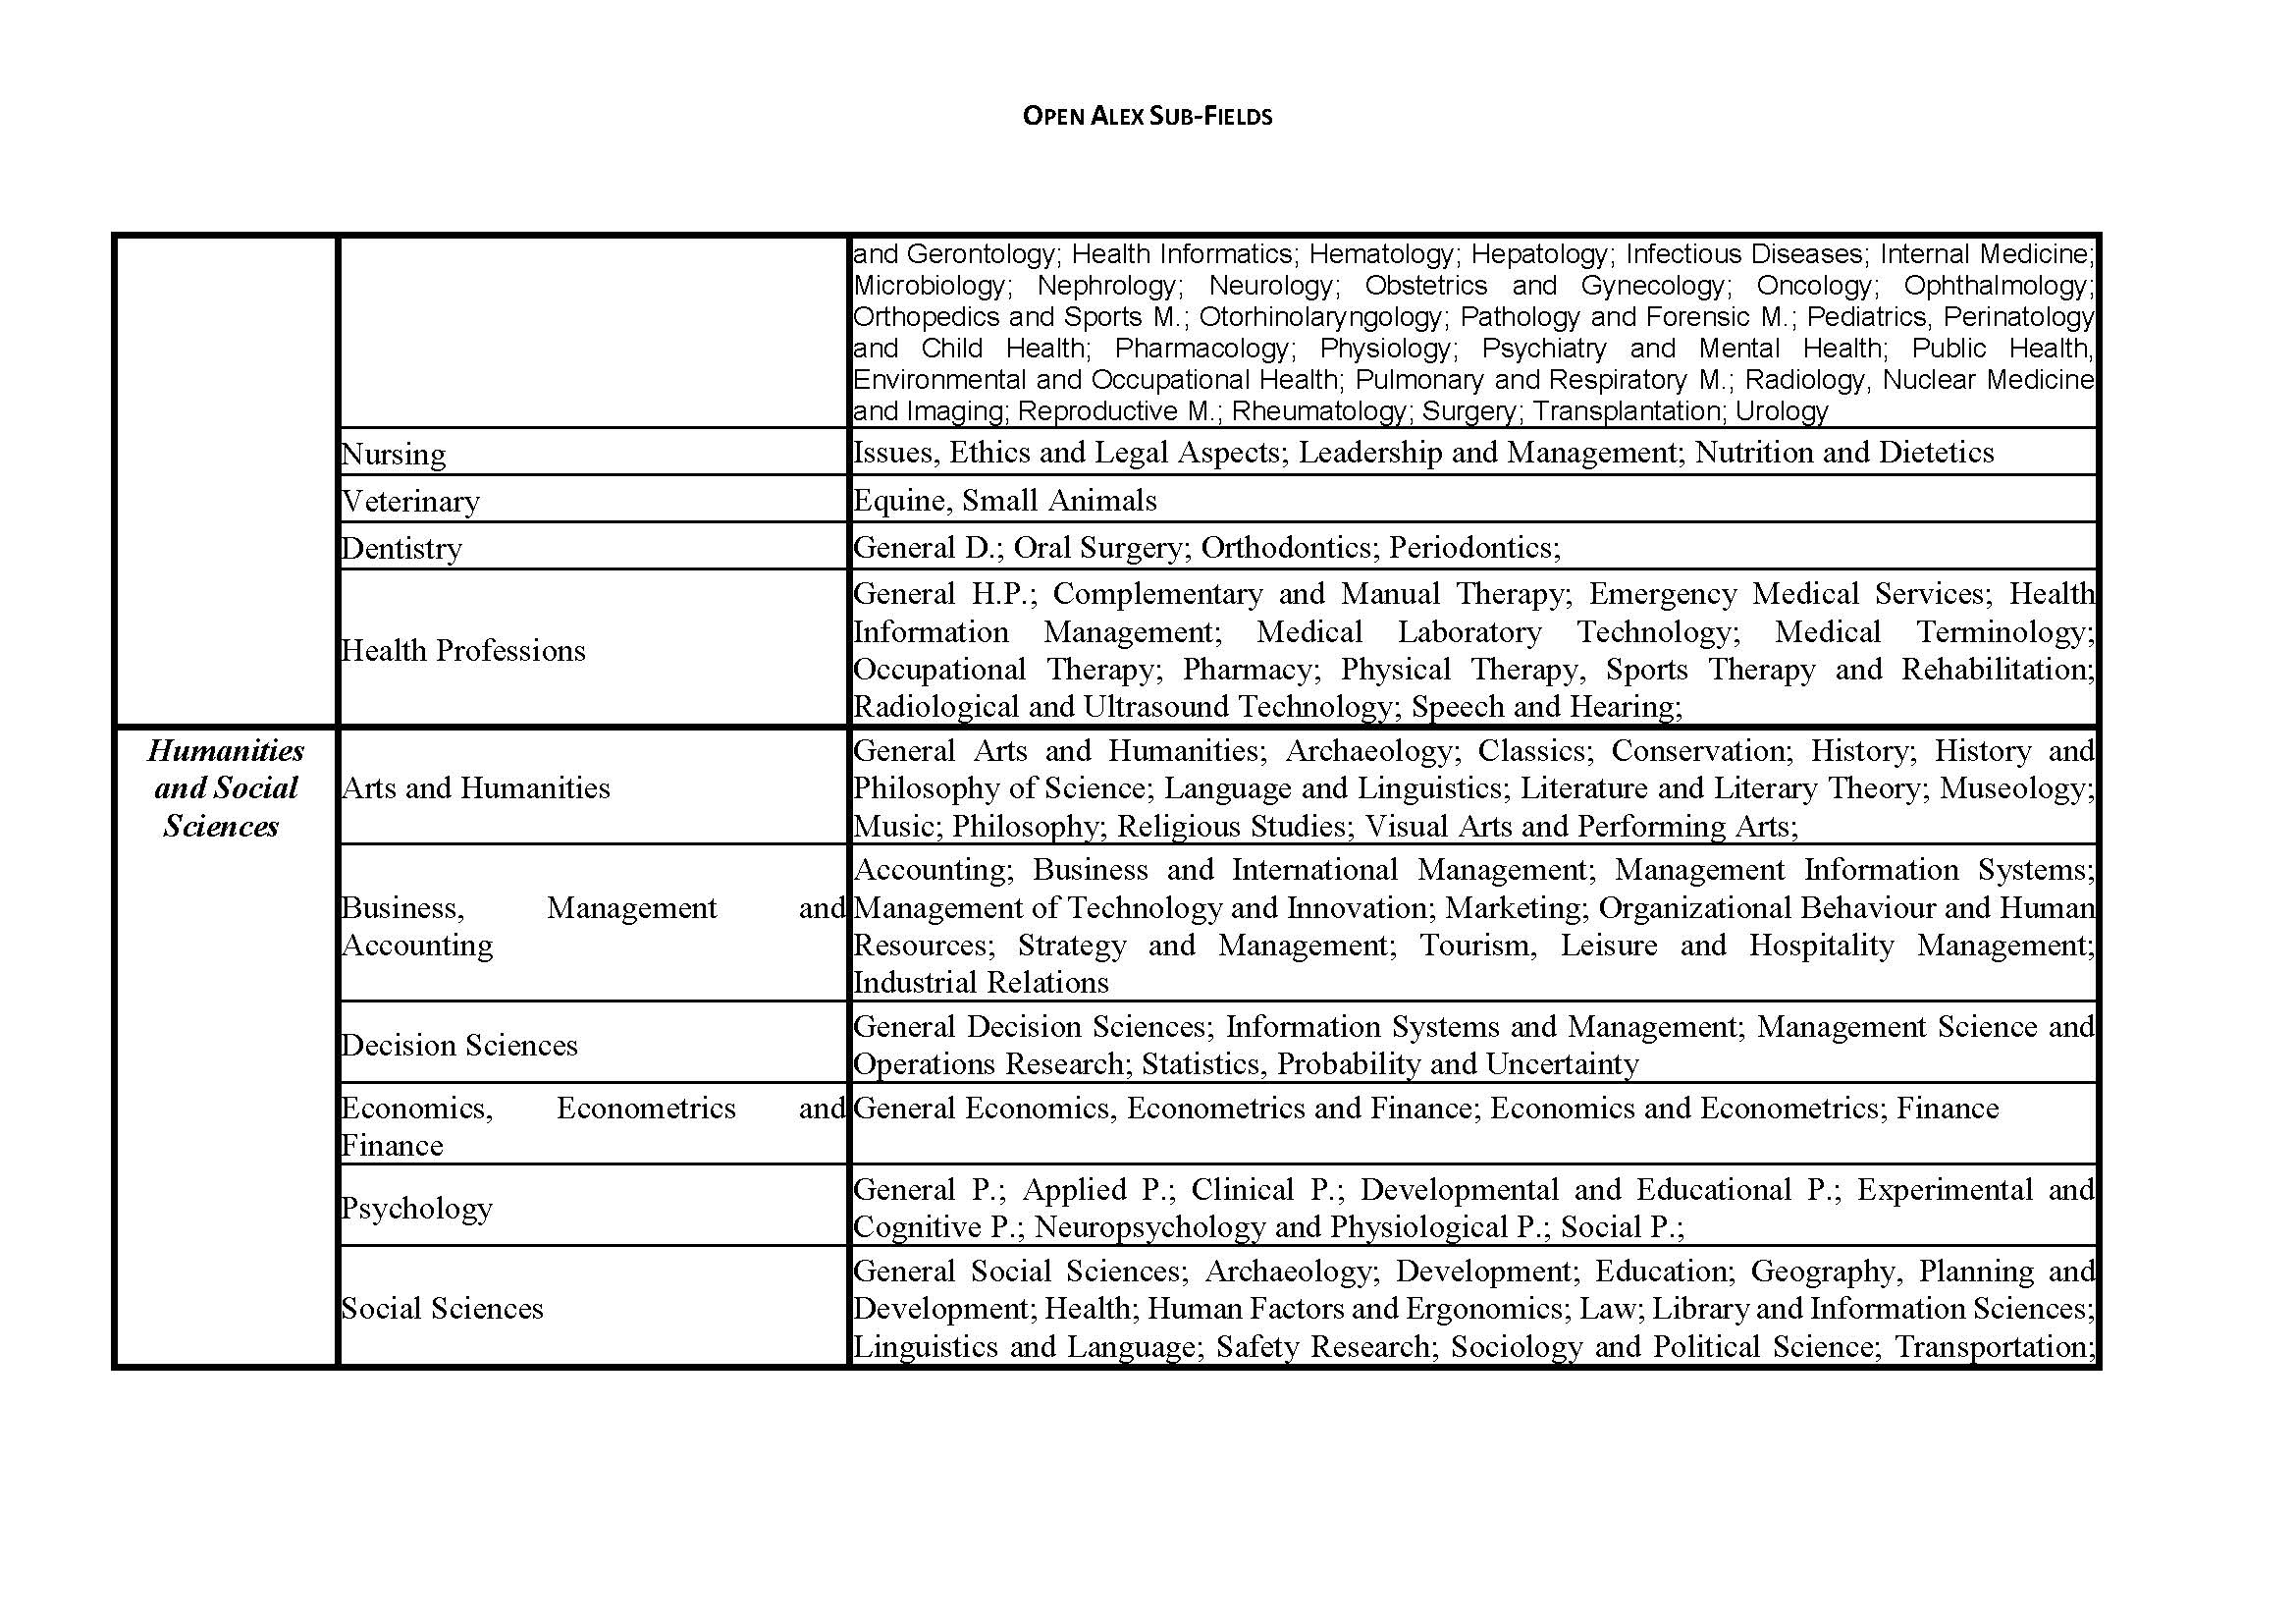 OPEN ALEX SUB-FIELDS
and Gerontology; Health Informatics; Hematology; Hepatology; Infectious Diseases; Internal Medicine;
Microbiology; Nephrology; Neurology; Obstetrics and Gynecology; Oncology; Ophthalmology;
Orthopedics and Sports M.; Otorhinolaryngology; Pathology and Forensic M.; Pediatrics, Perinatology
and Child Health; Pharmacology; Physiology; Psychiatry and Mental Health; Public Health,
Environmental and Occupational Health; Pulmonary and Respiratory M.; Radiology, Nuclear Medicine
and Imaging; Reproductive M.; Rheumatology; Surgery; Transplantation; Urology
Nursing
Issues, Ethics and Legal Aspects; Leadership and Management; Nutrition and Dietetics
Veterinary
Equine, Small Animals
Dentistry
General D.; Oral Surgery; Orthodontics; Periodontics;
Health Professions
General H.P.; Complementary and Manual Therapy; Emergency Medical Services; Health
Information Management; Medical Laboratory Technology; Medical Terminology;
Occupational Therapy; Pharmacy; Physical Therapy, Sports Therapy and Rehabilitation;
Radiological and Ultrasound Technology; Speech and Hearing;
Humanities
and Social
Sciences
Arts and Humanities
General Arts and Humanities; Archaeology; Classics; Conservation; History; History and
Philosophy of Science; Language and Linguistics; Literature and Literary Theory; Museology;
Music; Philosophy; Religious Studies; Visual Arts and Performing Arts;
Business, Management and
Accounting
Accounting; Business and International Management; Management Information Systems;
Management of Technology and Innovation; Marketing; Organizational Behaviour and Human
Resources; Strategy and Management; Tourism, Leisure and Hospitality Management;
Industrial Relations
Decision Sciences
General Decision Sciences; Information Systems and Management; Management Science and
Operations Research; Statistics, Probability and Uncertainty
Economics, Econometrics and
Finance
General Economics, Econometrics and Finance; Economics and Econometrics; Finance
Psychology
General P.; Applied P.; Clinical P.; Developmental and Educational P.; Experimental and
Cognitive P.; Neuropsychology and Physiological P.; Social P.;
Social Sciences
General Social Sciences; Archaeology; Development; Education; Geography, Planning and
Development; Health; Human Factors and Ergonomics; Law; Library and Information Sciences;
Linguistics and Language; Safety Research; Sociology and Political Science; Transportation;